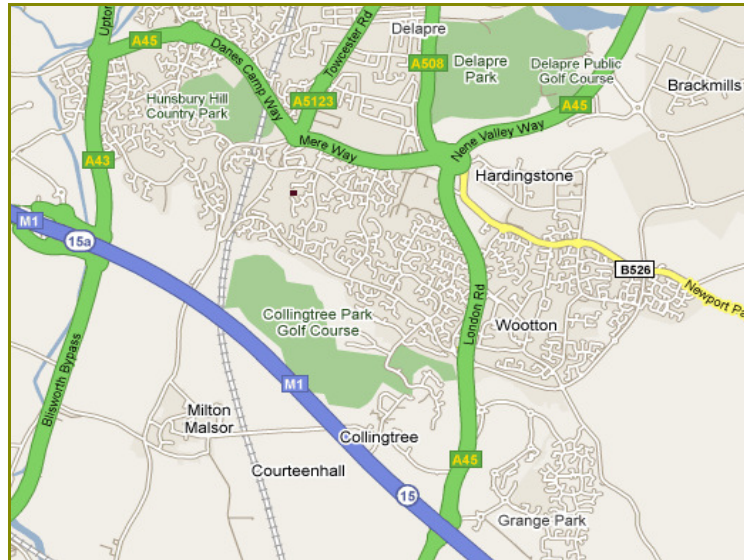 Upton
A45
Danes Camp Way
Towcester Rd
Delapre
A508
Delapre
Park
Delapre Public
Golf Course
Brackmills
Hunsbury Hill
Country Park
A5123
A45
Mere Way
Nene Valley Way
A43
Hardingstone
M1
15a
B526
Newport Pa
Collingtree Park
Golf Course
London Rd
Wootton
Blisworth Bypass
M1
Milton
Malsor
Collingtree
A45
Courteenhall
15
Grange Park